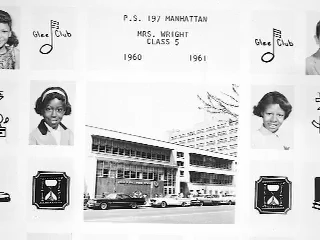 P.S. 197 MANHATTAN
Glee Club
MRS. WRIGHT
CLASS 5
Glee Club
1960 1961